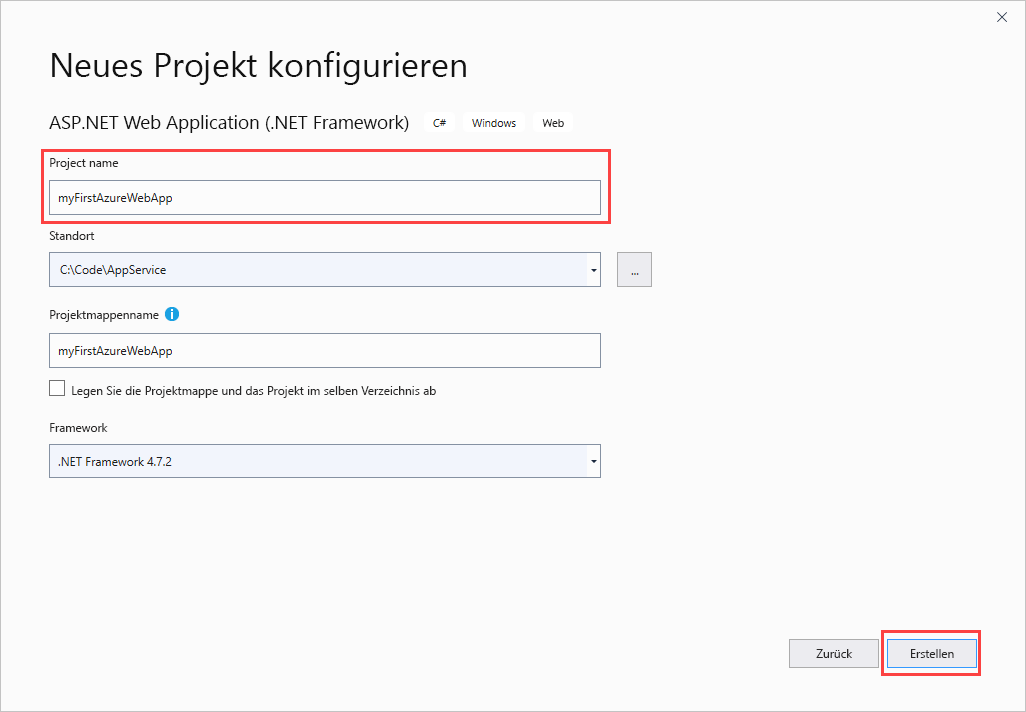 Neues Projekt konfigurieren
ASP.NET Web Application (.NET Framework) C# Windows Web
Project name
myFirstAzureWebApp
Standort
C:\Code\AppService ...
Projektmappenname i
myFirstAzureWebApp
Legen Sie die Projektmappe und das Projekt im selben Verzeichnis ab
Framework
.NET Framework 4.7.2
Zurück Erstellen